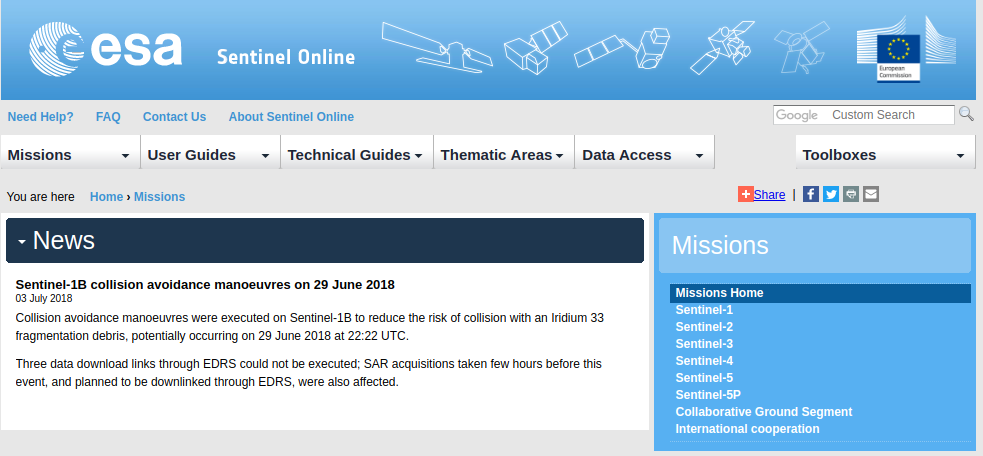 esa
Sentinel Online
European
Commission
Need Help? FAQ Contact Us About Sentinel Online
Google Custom Search
Missions User Guides Technical Guides Thematic Areas Data Access Toolboxes
You are here Home › Missions
Share |
News
Sentinel-1B collision avoidance manoeuvres on 29 June 2018
03 July 2018
Collision avoidance manoeuvres were executed on Sentinel-1B to reduce the risk of collision with an Iridium 33
fragmentation debris, potentially occurring on 29 June 2018 at 22:22 UTC.
Three data download links through EDRS could not be executed; SAR acquisitions taken few hours before this
event, and planned to be downlinked through EDRS, were also affected.
Missions
Missions Home
Sentinel-1
Sentinel-2
Sentinel-3
Sentinel-4
Sentinel-5
Sentinel-5P
Collaborative Ground Segment
International cooperation